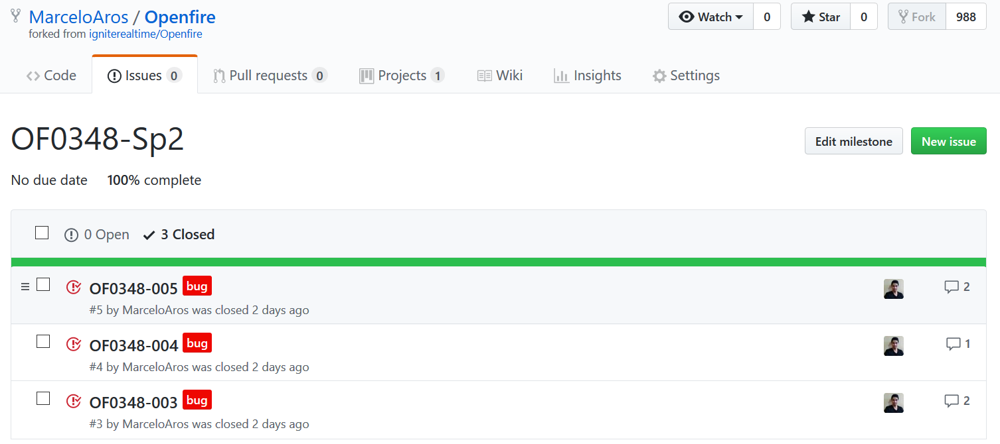 MarceloAros / Openfire
forked from igniterealtime/Openfire
Watch 0 Star 0 Fork 988
Code Issues 0 Pull requests 0 Projects 1 Wiki Insights Settings
OF0348-Sp2
Edit milestone New issue
No due date 100% complete
0 Open 3 Closed
OF0348-005 bug 2
#5 by MarceloAros was closed 2 days ago
OF0348-004 bug 1
#4 by MarceloAros was closed 2 days ago
OF0348-003 bug 2
#3 by MarceloAros was closed 2 days ago